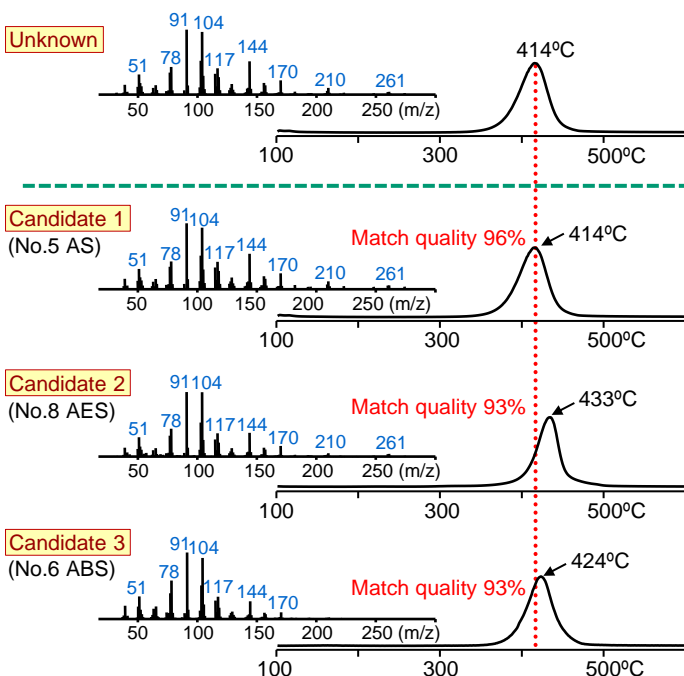 Unknown
91 104
51 78 117 144 170 210 261
50 100 150 200 250 (m/z)
414ºC
100 300 500ºC
Candidate 1
(No.5 AS)
91 104
51 78 117 144 170 210 261
50 100 150 200 250 (m/z)
Match quality 96%
414ºC
100 300 500ºC
Candidate 2
(No.8 AES)
91 104
51 78 117 144 170 210 261
50 100 150 200 250 (m/z)
Match quality 93%
433ºC
100 300 500ºC
Candidate 3
(No.6 ABS)
91 104
51 78 117 144 170
50 100 150 200 250 (m/z)
Match quality 93%
424ºC
100 300 500ºC